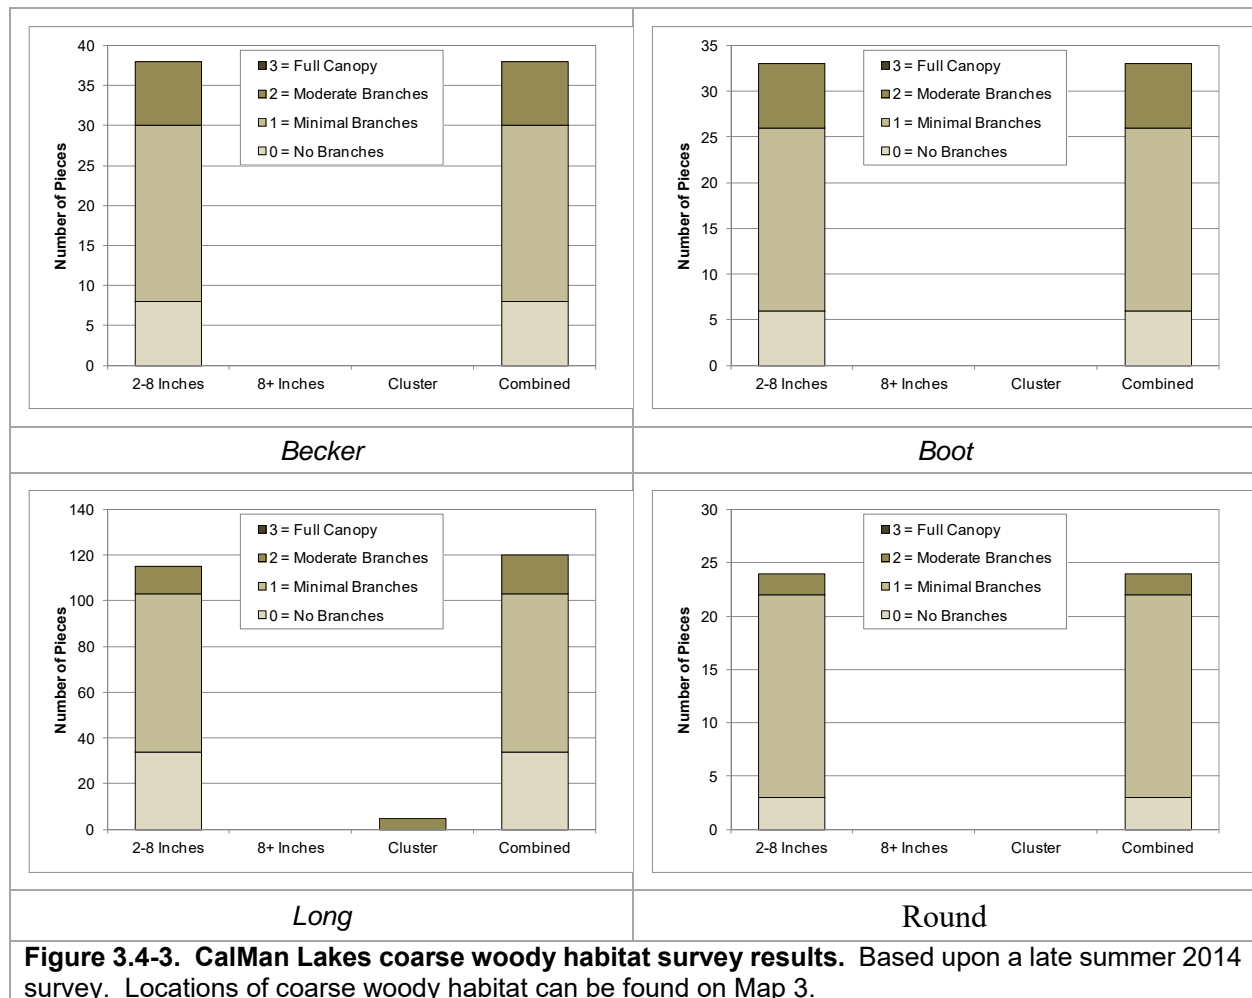 40
35
30
25
20
15
10
5
0
Number of Pieces
3 = Full Canopy
2 = Moderate Branches
1 = Minimal Branches
0 = No Branches
2-8 Inches 8+ Inches Cluster Combined
Becker
35
30
25
20
15
10
5
0
Number of Pieces
3 = Full Canopy
2 = Moderate Branches
1 = Minimal Branches
0 = No Branches
2-8 Inches 8+ Inches Cluster Combined
Boot
140
120
100
80
60
40
20
0
Number of Pieces
3 = Full Canopy
2 = Moderate Branches
1 = Minimal Branches
0 = No Branches
2-8 Inches 8+ Inches Cluster Combined
Long
30
25
20
15
10
5
0
Number of Pieces
3 = Full Canopy
2 = Moderate Branches
1 = Minimal Branches
0 = No Branches
2-8 Inches 8+ Inches Cluster Combined
Round
Figure 3.4-3. CalMan Lakes coarse woody habitat survey results. Based upon a late summer 2014
survey. Locations of coarse woody habitat can be found on Map 3.